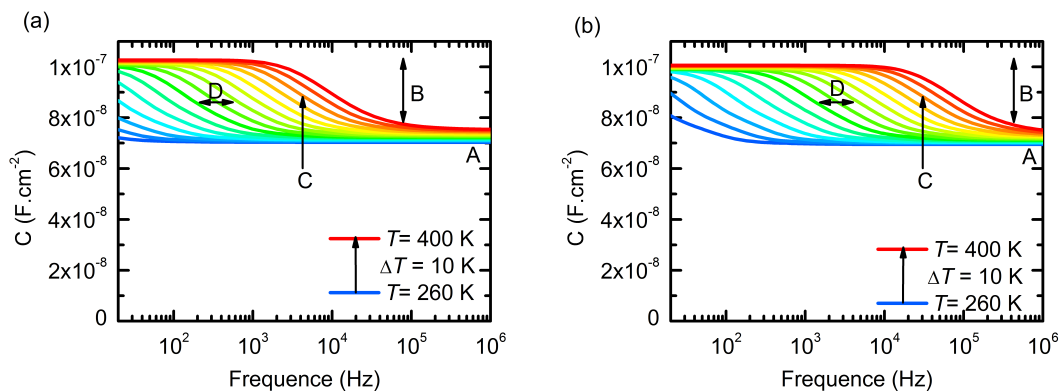 (a)
1x10⁻⁷
8x10⁻⁸
6x10⁻⁸
4x10⁻⁸
2x10⁻⁸
0
C (F.cm⁻²)
A
B
C
D
T= 400 K
ΔT = 10 K
T= 260 K
10² 10³ 10⁴ 10⁵ 10⁶
Frequence (Hz)
(b)
1x10⁻⁷
8x10⁻⁸
6x10⁻⁸
4x10⁻⁸
2x10⁻⁸
0
C (F.cm⁻²)
A
B
C
D
T= 400 K
ΔT = 10 K
T= 260 K
10² 10³ 10⁴ 10⁵ 10⁶
Frequence (Hz)